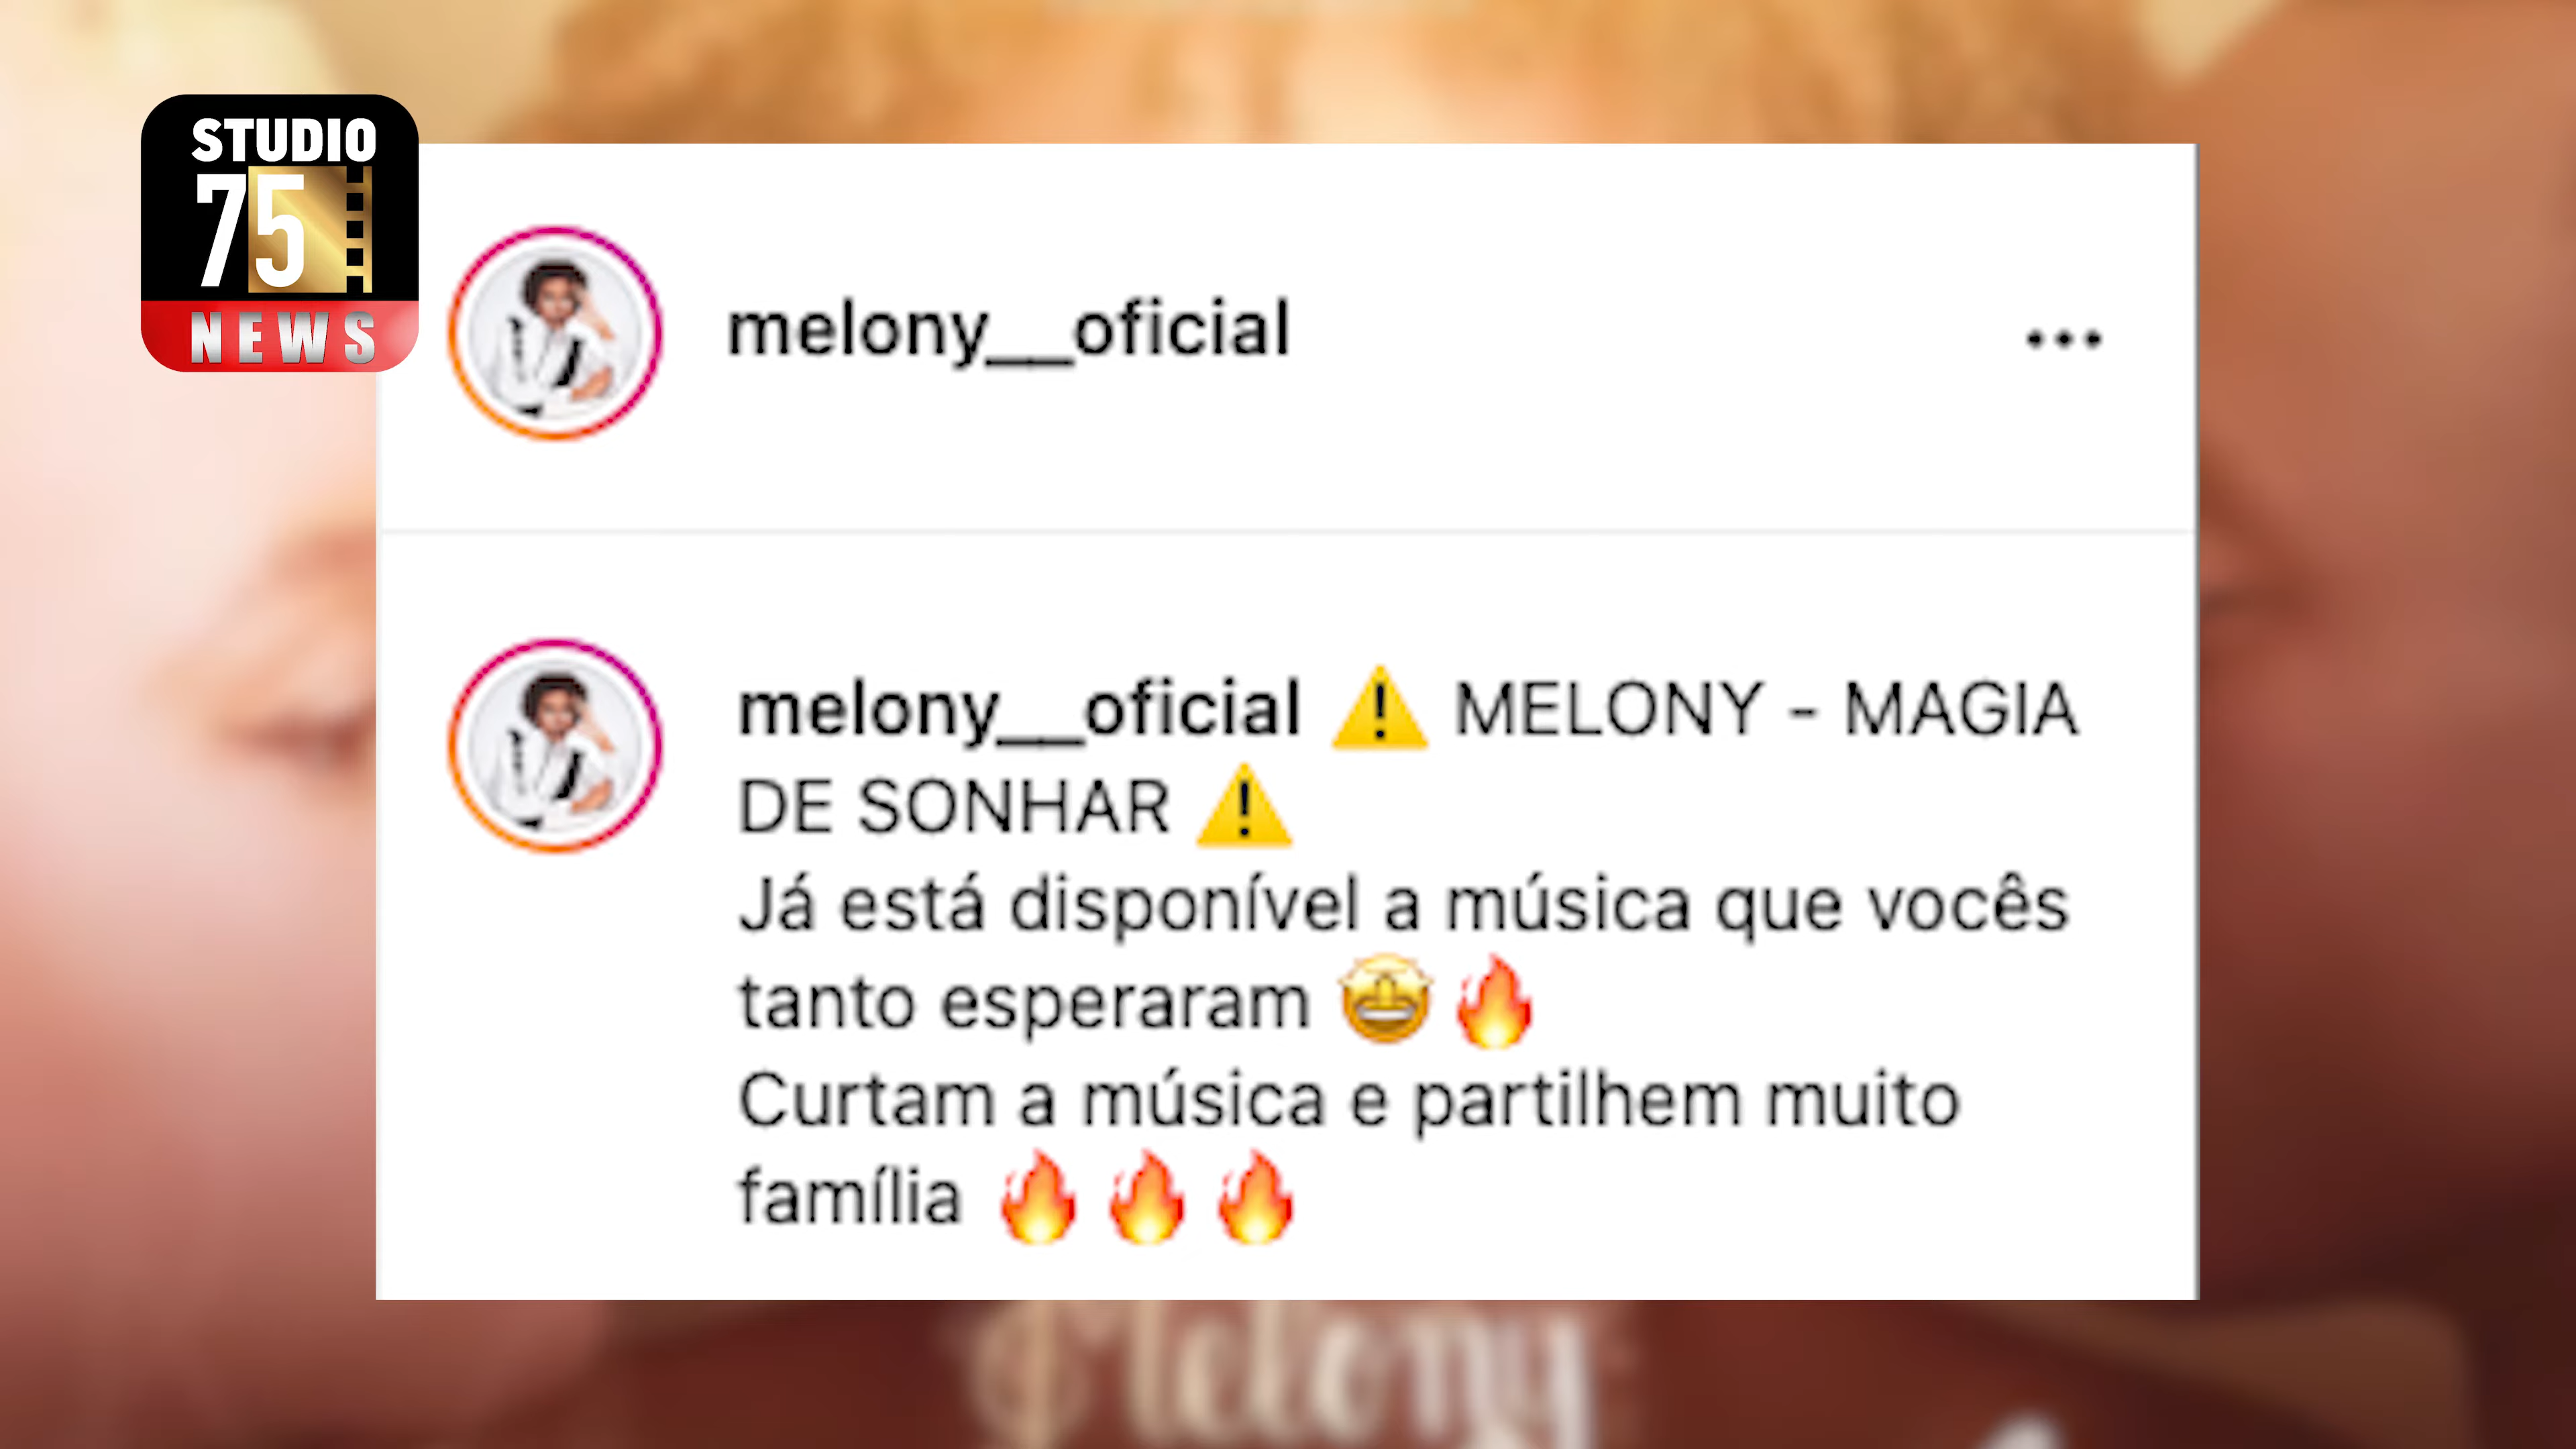 STUDIO
75
NEWS
melony__oficial
melony__oficial ⚠️ MELONY - MAGIA
DE SONHAR ⚠️
Já está disponível a música que vocês
tanto esperaram 🤩🔥
Curtam a música e partilhem muito
família 🔥🔥🔥
Melony